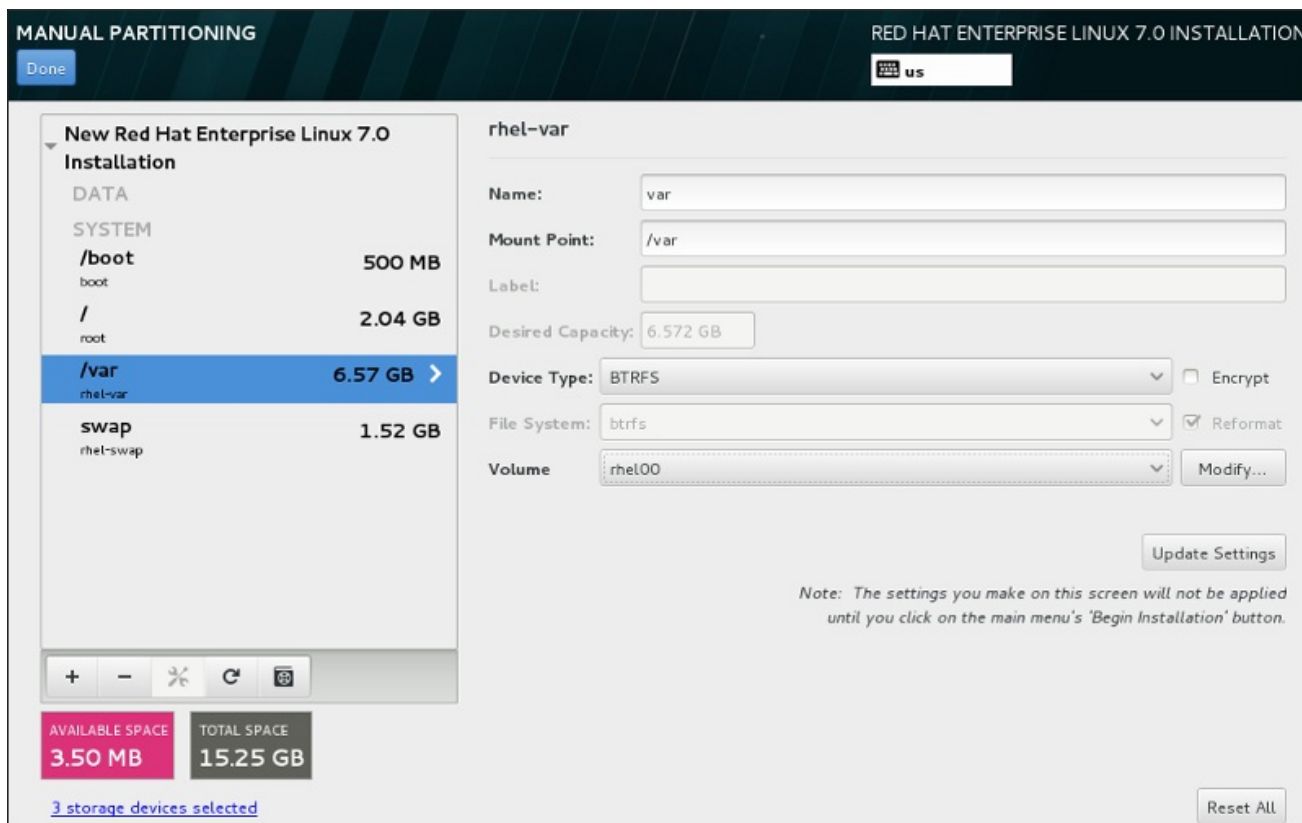 MANUAL PARTITIONING
RED HAT ENTERPRISE LINUX 7.0 INSTALLATION
Done
us
New Red Hat Enterprise Linux 7.0
Installation
DATA
SYSTEM
/boot
500 MB
boot
/
2.04 GB
root
/var
6.57 GB
rhel-var
swap
1.52 GB
rhel-swap
AVAILABLE SPACE
3.50 MB
TOTAL SPACE
15.25 GB
3 storage devices selected
rhel-var
Name: var
Mount Point: /var
Label:
Desired Capacity: 6.572 GB
Device Type: BTRFS
Encrypt
File System: btrfs
Reformat
Volume rhel00
Modify...
Update Settings
Note: The settings you make on this screen will not be applied
until you click on the main menu's 'Begin Installation' button.
Reset All